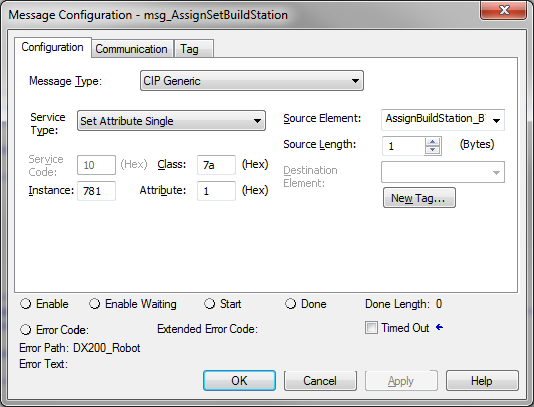 Message Configuration - msg_AssignSetBuildStation
Configuration Communication Tag
Message Type: CIP Generic
Service Type: Set Attribute Single
Source Element: AssignBuildStation_B
Source Length: 1 (Bytes)
Service Code: 10 (Hex) Class: 7a (Hex)
Destination Element:
Instance: 781 Attribute: 1 (Hex)
New Tag...
Enable Enable Waiting Start Done Done Length: 0
Error Code: Extended Error Code: Timed Out
Error Path: DX200_Robot
Error Text:
OK Cancel Apply Help